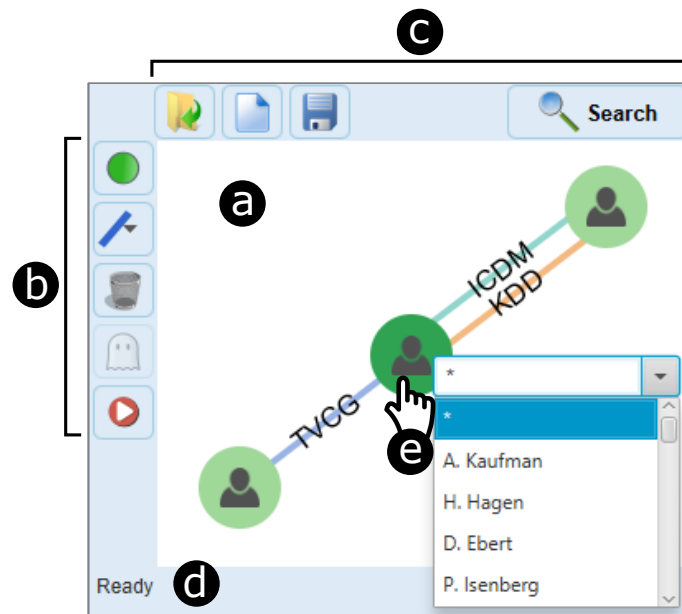 c
Search
a
b
ICDM
KDD
*
*
TVCG
e
A. Kaufman
H. Hagen
D. Ebert
P. Isenberg
Ready
d